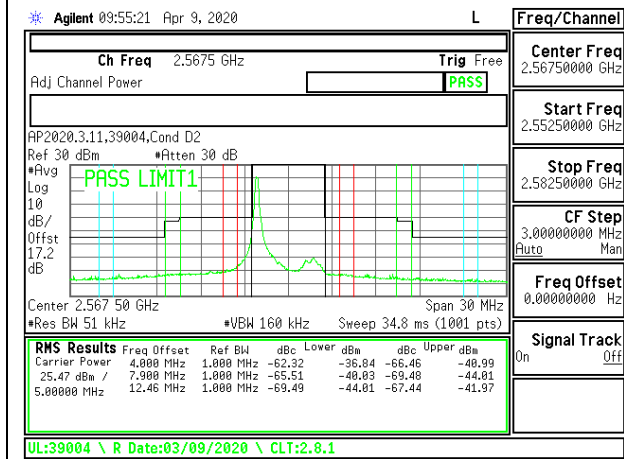 Agilent 09:55:21 Apr 9, 2020 L
Freq/Channel
Ch Freq 2.5675 GHz Trig Free
Adj Channel Power PASS
Center Freq
2.56750000 GHz
Start Freq
2.55250000 GHz
Stop Freq
2.58250000 GHz
CF Step
3.00000000 MHz
Auto Man
Freq Offset
0.00000000 Hz
Signal Track
On Off
AP2020.3.11,39004,Cond D2
Ref 30 dBm #Atten 30 dB
#Avg
Log
10
dB/
Offst
17.2
dB
PASS LIMIT1
Center 2.567 50 GHz Span 30 MHz
#Res BW 51 kHz #VBW 160 kHz Sweep 34.8 ms (1001 pts)
RMS Results Freq Offset Ref BW dBc Lower dBm dBc Upper dBm
Carrier Power 4.000 MHz 1.000 MHz -62.32 -36.84 -66.46 -40.99
25.47 dBm / 7.900 MHz 1.000 MHz -65.51 -40.03 -69.48 -44.01
5.00000 MHz 12.46 MHz 1.000 MHz -69.49 -44.01 -67.44 -41.97
UL:39004 \ R Date:03/09/2020 \ CLT:2.8.1